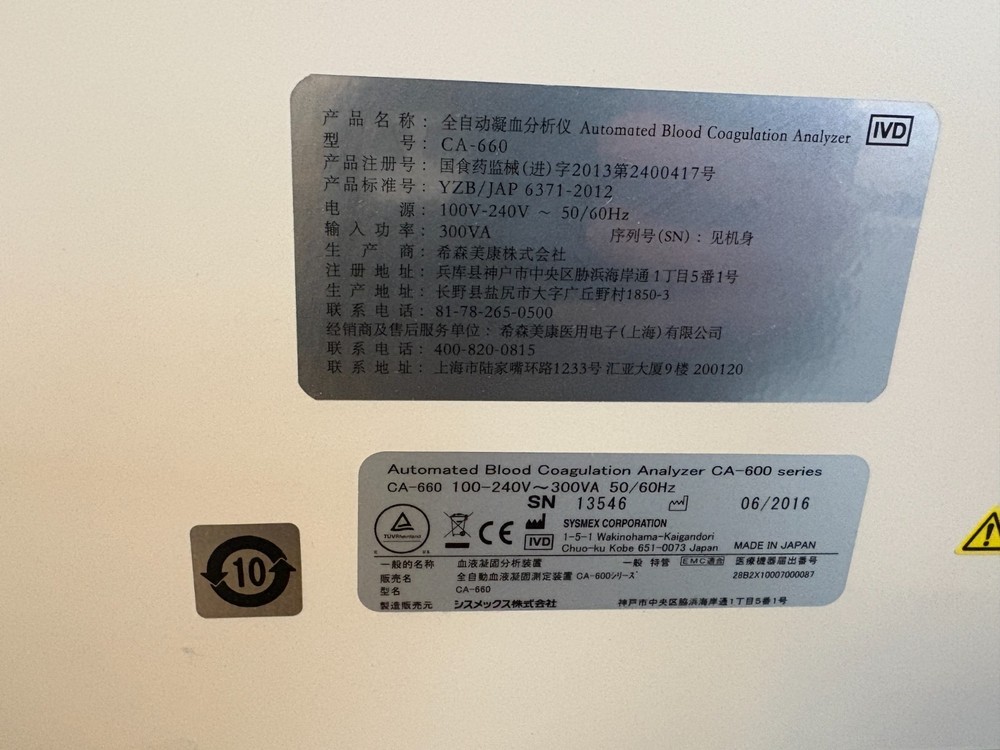 产品名称： 全自动凝血分析仪 Automated Blood Coagulation Analyzer IVD
型号： CA-660
产品注册号： 国食药监械(进)字2013第2400417号
产品标准号： YZB/JAP 6371-2012
电源： 100V-240V ~ 50/60Hz
输入功率： 300VA 序列号(SN)：见机身
生产商： 希森美康株式会社
注册地址： 兵库县神户市中央区胁浜海岸通1丁目5番1号
生产地址： 长野县盐尻市大字广丘野村1850-3
联系电话： 81-78-265-0500
经销商及售后服务单位： 希森美康医用电子(上海)有限公司
联系电话： 400-820-0815
联系地址： 上海市陆家嘴环路1233号 汇亚大厦9楼 200120
Automated Blood Coagulation Analyzer CA-600 series
CA-660 100-240V～300VA 50/60Hz
SN 13546 06/2016
TÜVRheinland CE IVD SYSMEX CORPORATION
1-5-1 Wakinohama-Kaigandori
Chuo-ku Kobe 651-0073 Japan MADE IN JAPAN
一般的名称 血液凝固分析装置 一般 特管 EMC適合 医療機器届出番号
販売名 全自動血液凝固測定装置 CA-600シリーズ 28B2X10007000087
型名 CA-660
製造販売元 シスメックス株式会社 神戸市中央区脇浜海岸通1丁目5番1号
10